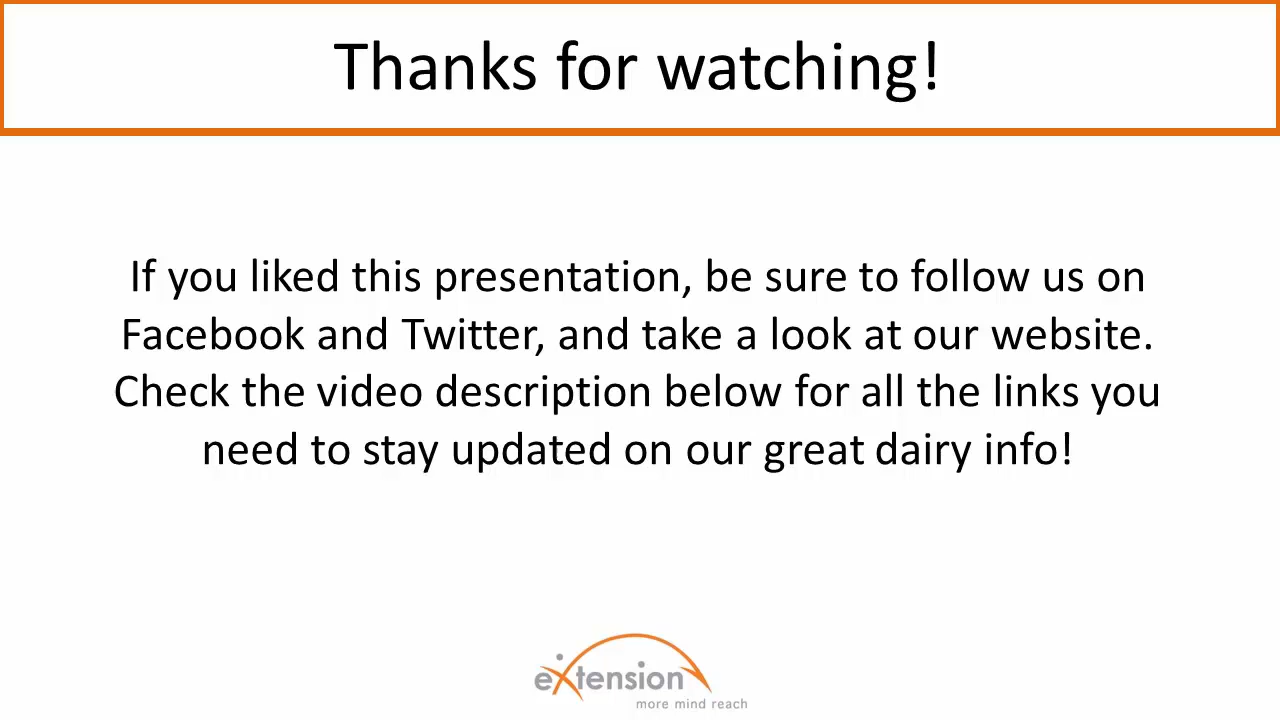 Thanks for watching!
If you liked this presentation, be sure to follow us on
Facebook and Twitter, and take a look at our website.
Check the video description below for all the links you
need to stay updated on our great dairy info!
eXtension
more mind reach